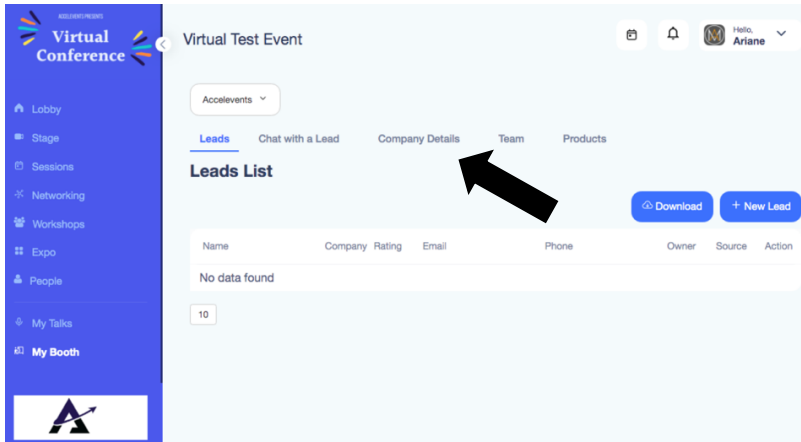 ACCELEVENTS PRESENTS
Virtual
Conference
Virtual Test Event
Hello,
Ariane
Lobby
Stage
Sessions
Networking
Workshops
Expo
People
My Talks
My Booth
Accelevents
Leads Chat with a Lead Company Details Team Products
Leads List
Download + New Lead
Name Company Rating Email Phone Owner Source Action
No data found
10